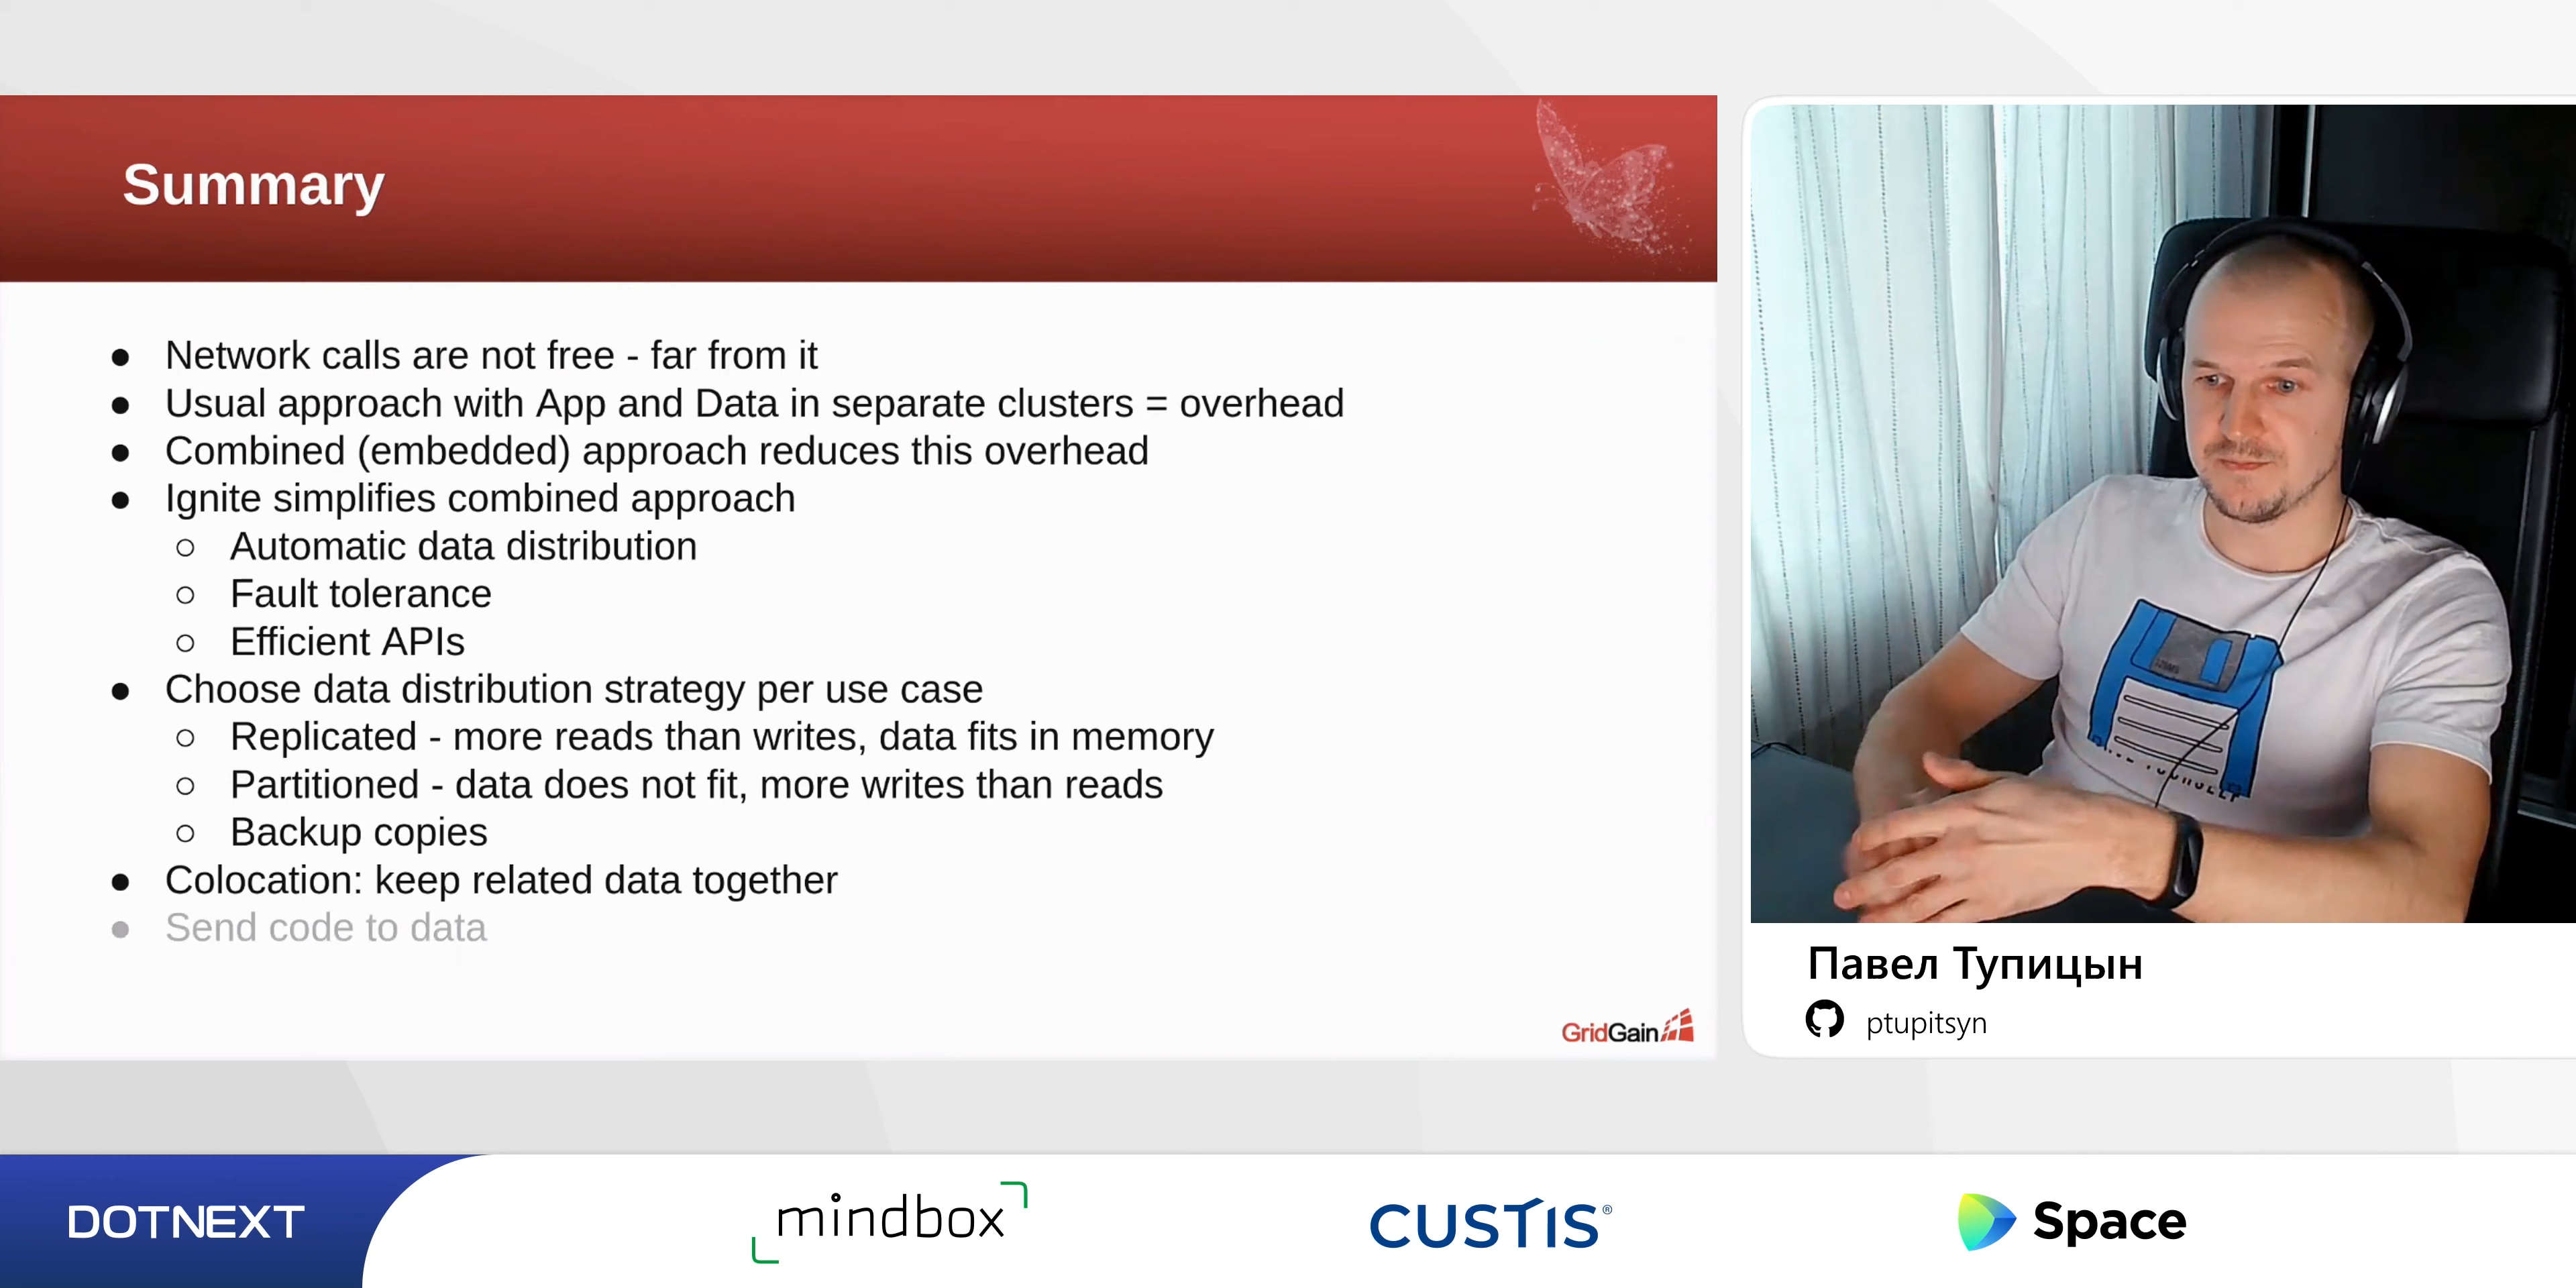 Summary
● Network calls are not free - far from it
● Usual approach with App and Data in separate clusters = overhead
● Combined (embedded) approach reduces this overhead
● Ignite simplifies combined approach
○ Automatic data distribution
○ Fault tolerance
○ Efficient APIs
● Choose data distribution strategy per use case
○ Replicated - more reads than writes, data fits in memory
○ Partitioned - data does not fit, more writes than reads
○ Backup copies
● Colocation: keep related data together
● Send code to data
GridGain
Павел Тупицын
ptupitsyn
DOTNEXT
mindbox
CUSTIS®
Space